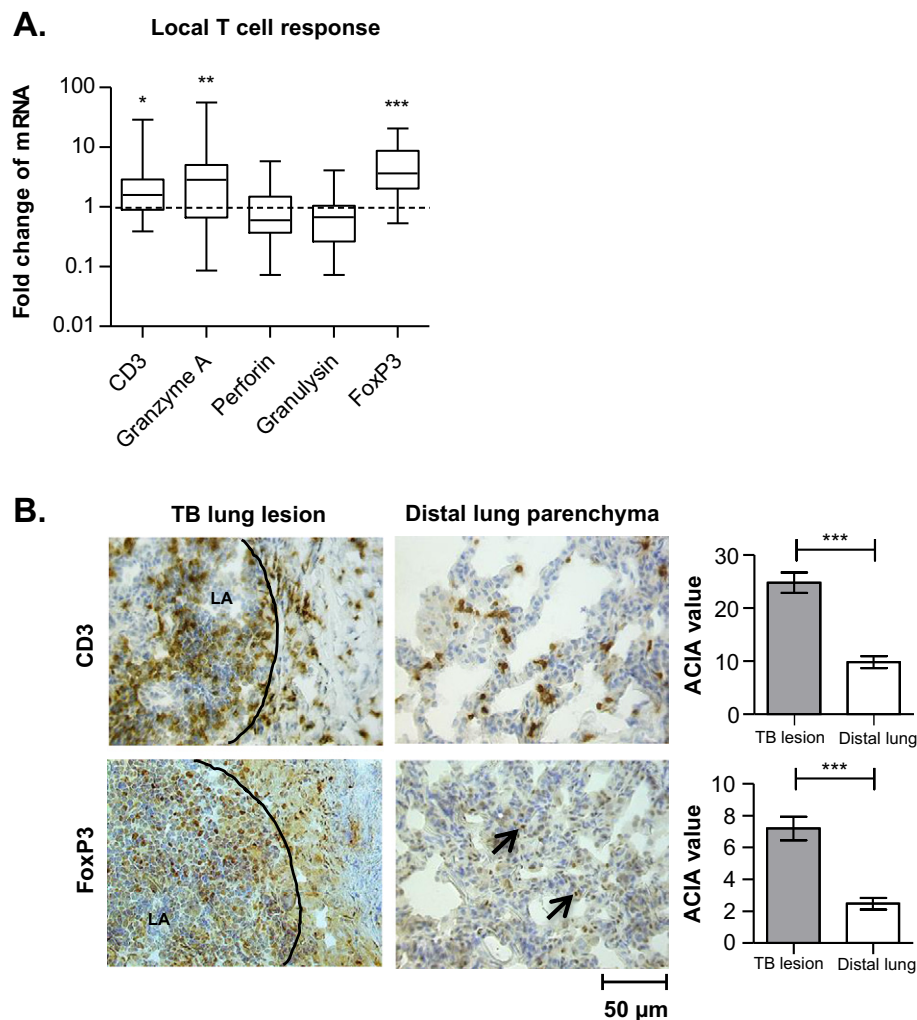 A.
Local T cell response
Fold change of mRNA
100
10
1
0.1
0.01
*
**
***
CD3
Granzyme A
Perforin
Granulysin
FoxP3
B.
TB lung lesion
Distal lung parenchyma
CD3
LA
ACIA value
30
20
10
0
***
TB lesion
Distal lung
FoxP3
LA
50 µm
ACIA value
8
6
4
2
0
***
TB lesion
Distal lung